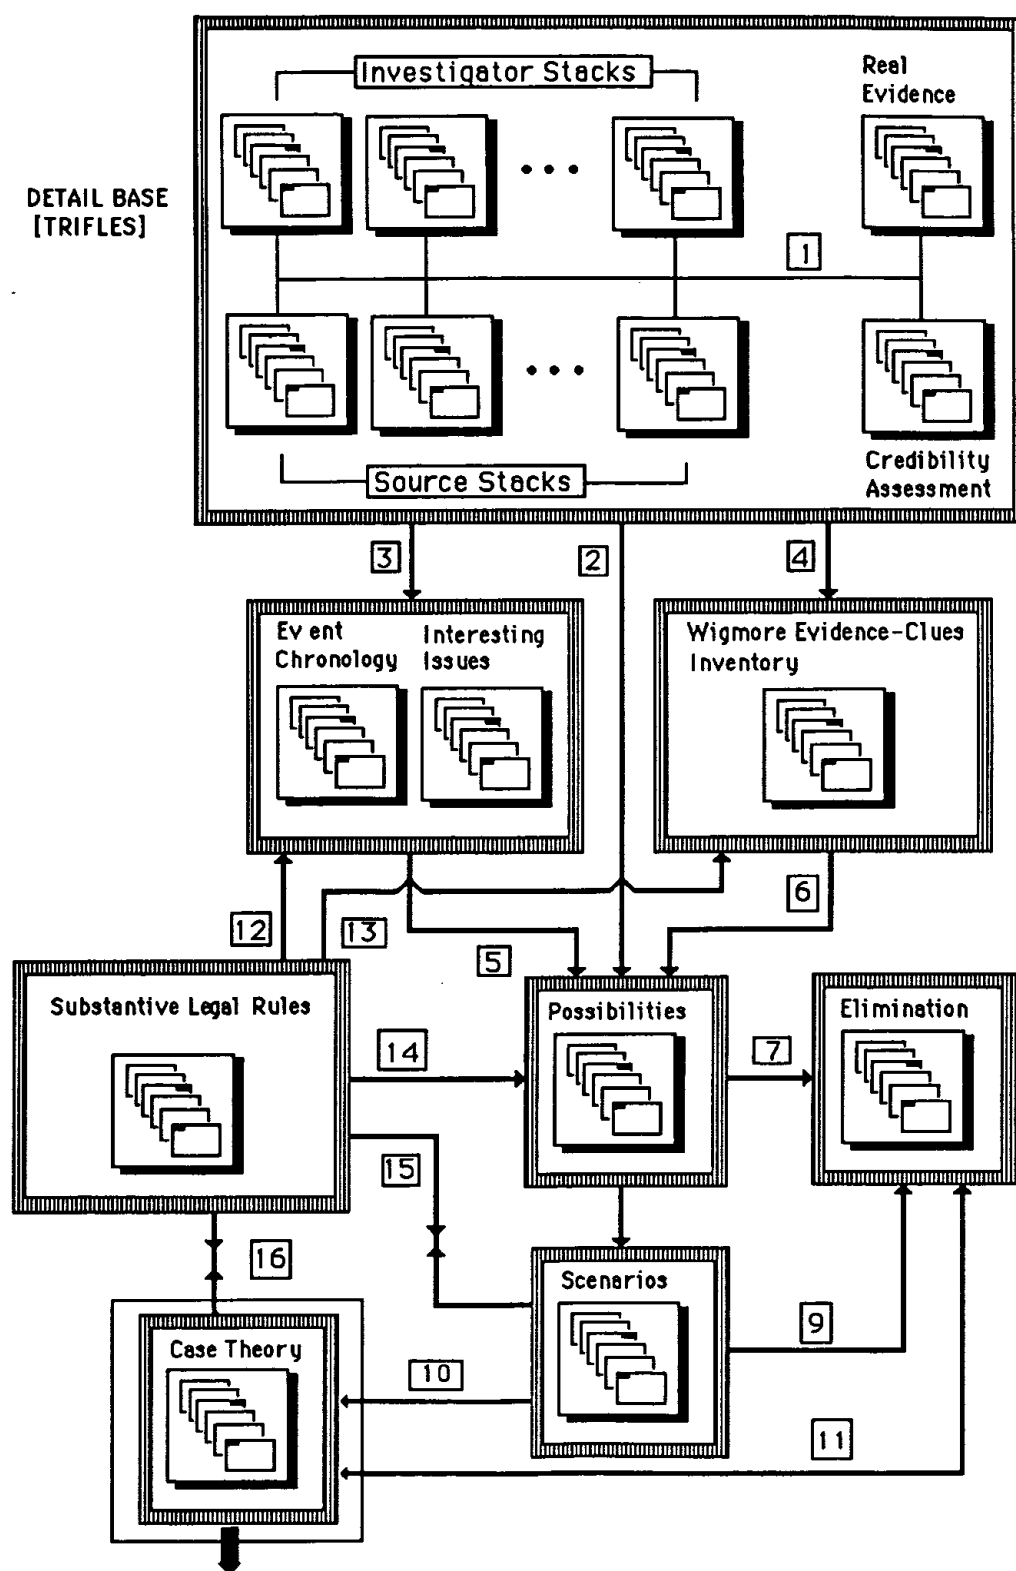 Investigator Stacks
Real
Evidence
DETAIL BASE
[TRIFLES]
1
Source Stacks
Credibility
Assessment
3
2
4
Event
Chronology
Interesting
Issues
Wigmore Evidence-Clues
Inventory
6
12
13
5
Substantive Legal Rules
Possibilities
Elimination
14
7
15
16
Scenarios
9
Case Theory
10
11